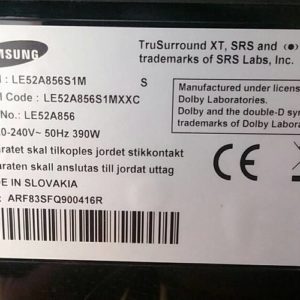 SAMSUNG
TruSurround XT, SRS and (●)
trademarks of SRS Labs, Inc.
: LE52A856S1M S
Code : LE52A856S1MXXC
No. : LE52A856
0-240V~ 50Hz 390W
Manufactured under license
Dolby Laboratories.
Dolby and the double-D sym
trademarks of Dolby Laborat
aratet skal tilkoples jordet stikkontakt
araten skall anslutas till jordat uttag
CE
IN SLOVAKIA
ARF83SFQ900416R